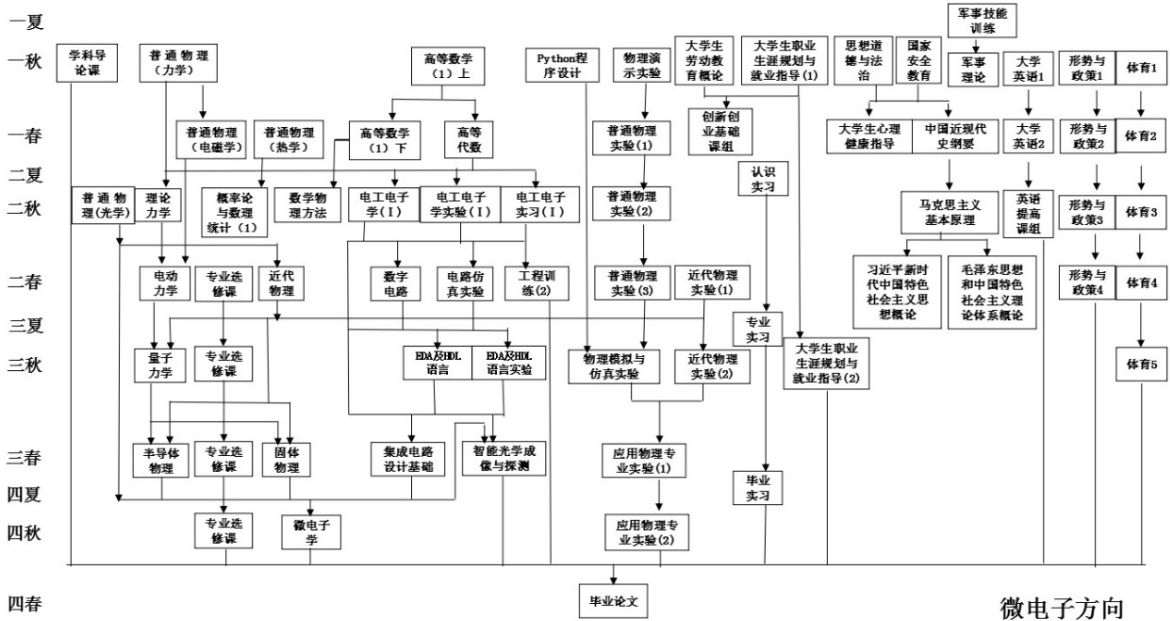 一夏
军事技能
训练
一秋
学科导
论课
普通物理
(力学)
高等数学
(1)上
Python程
序设计
物理演
示实验
大学生
劳动教
育概论
大学生职业
生涯规划与
就业指导(1)
思想道
德与法
治
国家
安全
教育
军事
理论
大学
英语1
形势与
政策1
体育1
一春
普通物理
(电磁学)
普通物理
(热学)
高等数学
(1)下
高等
代数
普通物理
实验(1)
创新创
业基础
课组
大学生心理
健康指导
中国近现代
史纲要
大学
英语2
形势与
政策2
体育2
二夏
认识
实习
二秋
普通物
理(光学)
理论
力学
概率论
与数理
统计(1)
数学物
理方法
电工电子
学(I)
电工电子
学实验(I)
电工电子
实习(I)
普通物理
实验(2)
马克思主义
基本原理
英语
提高
课组
形势与
政策3
体育3
二春
电动
力学
专业选
修课
近代
物理
数字
电路
电路仿
真实验
工程训
练(2)
普通物理
实验(3)
近代物理
实验(1)
习近平新时
代中国特色
社会主义思
想概论
毛泽东思想
和中国特色
社会主义理
论体系概论
形势与
政策4
体育4
三夏
专业
实习
三秋
量子
力学
专业选
修课
EDA及HDL
语言
EDA及HDL
语言实验
物理模拟与
仿真实验
近代物理
实验(2)
大学生职业
生涯规划与
就业指导(2)
体育5
三春
半导体
物理
专业选
修课
固体
物理
集成电路
设计基础
智能光学成
像与探测
应用物理专
业实验(1)
四夏
毕业
实习
四秋
专业选
修课
微电子
学
应用物理专
业实验(2)
四春
毕业论文
微电子方向